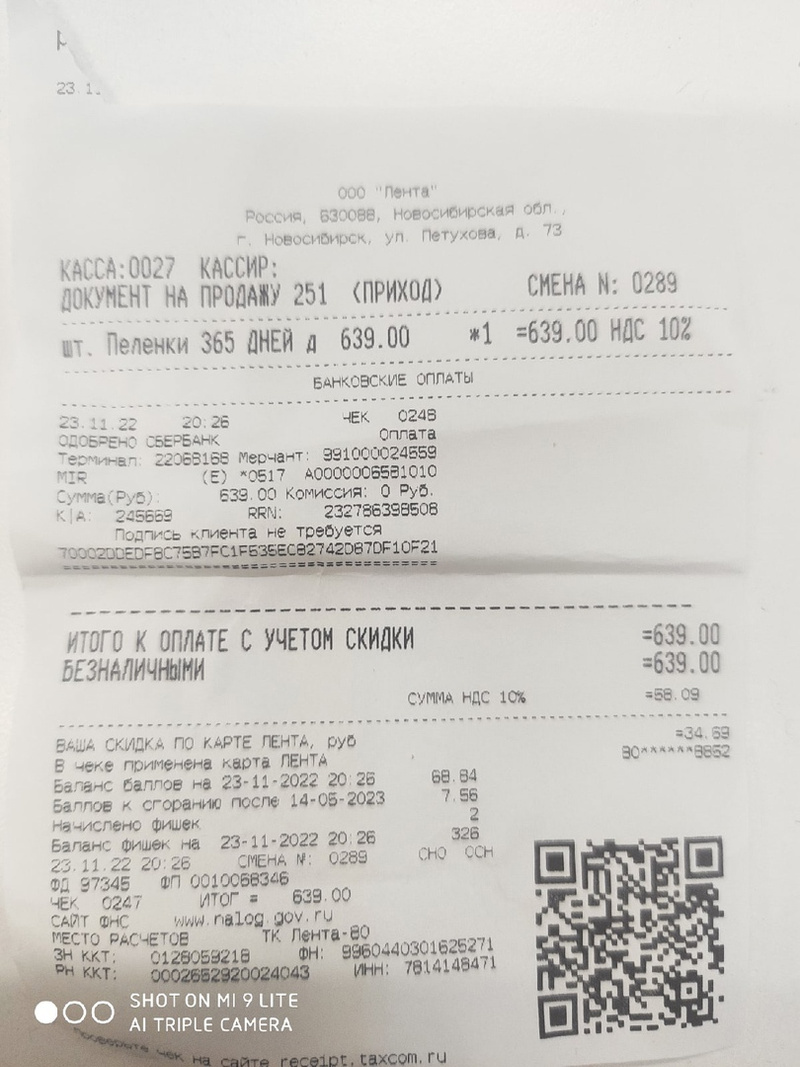 23.1
ООО "Лента"
Россия, 630088, Новосибирская обл.,
г. Новосибирск, ул. Петухова, д. 73
КАССА:0027 КАССИР:
ДОКУМЕНТ НА ПРОДАЖУ 251 (ПРИХОД) СМЕНА N: 0289
шт. Пеленки 365 ДНЕЙ д 639.00 *1 =639.00 НДС 10%
БАНКОВСКИЕ ОПЛАТЫ
23.11.22 20:26 ЧЕК 0248
ОДОБРЕНО СБЕРБАНК Оплата
Терминал: 22068168 Мерчант: 991000024559
MIR (E) *0517 A0000006581010
Сумма(Руб): 639.00 Комиссия: 0 Руб.
К|А: 245669 RRN: 232786398508
Подпись клиента не требуется
70002DDEDFBC75B7FC1F535ECB2742D87DF10F21
ИТОГО К ОПЛАТЕ С УЧЕТОМ СКИДКИ =639.00
БЕЗНАЛИЧНЫМИ =639.00
СУММА НДС 10% =58.09
ВАША СКИДКА ПО КАРТЕ ЛЕНТА, руб =34.69
В чеке применена карта ЛЕНТА 90******8852
Баланс баллов на 23-11-2022 20:26 68.84
Баллов к сгоранию после 14-05-2023 7.56
Начислено фишек 2
Баланс фишек на 23-11-2022 20:26 326
23.11.22 20:26 СМЕНА №: 0289 СНО ОСН
ФД 97345 ФП 0010066346
ЧЕК 0247 ИТОГ = 639.00
САЙТ ФНС www.nalog.gov.ru
МЕСТО РАСЧЕТОВ ТК Лента-80
ЗН ККТ: 0128059218 ФН: 9960440301625271
РН ККТ: 0002652920024043 ИНН: 7814148471
SHOT ON MI 9 LITE
AI TRIPLE CAMERA
Проверьте чек на сайте receipt.taxcom.ru